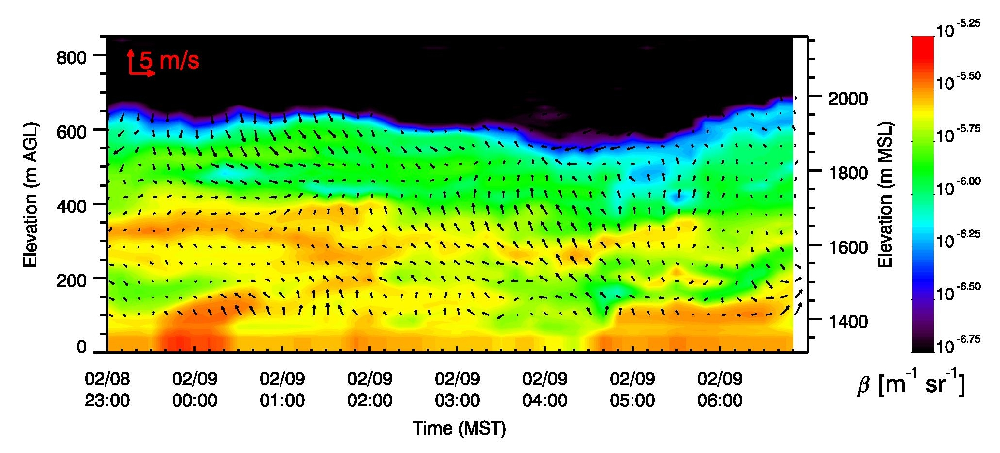 5 m/s
800
600
400
200
0
Elevation (m AGL)
2000
1800
1600
1400
Elevation (m MSL)
02/08 02/09 02/09 02/09 02/09 02/09 02/09 02/09
23:00 00:00 01:00 02:00 03:00 04:00 05:00 06:00
Time (MST)
10^-5.25
10^-5.50
10^-5.75
10^-6.00
10^-6.25
10^-6.50
10^-6.75
β [m^-1 sr^-1]